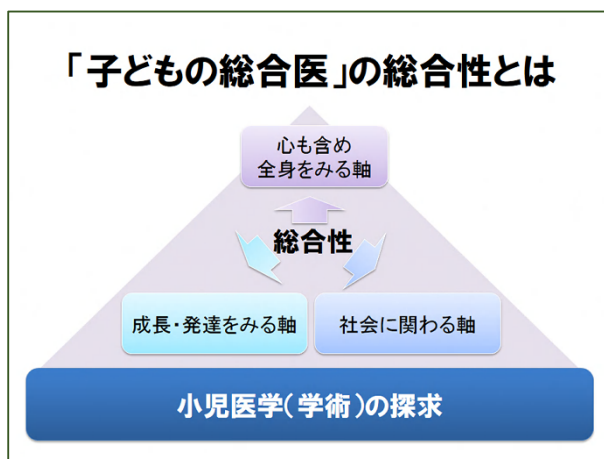 「子どもの総合医」の総合性とは
心も含め
全身をみる軸
総合性
成長・発達をみる軸
社会に関わる軸
小児医学(学術)の探求